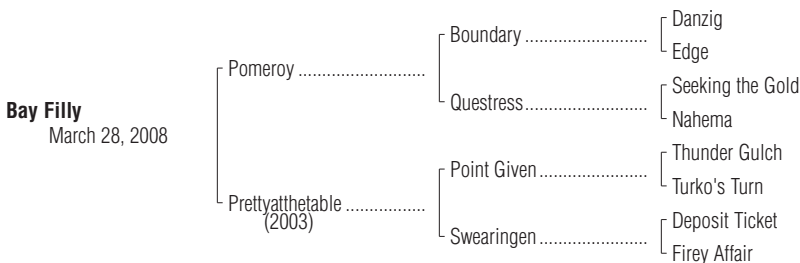 Bay Filly
March 28, 2008
Pomeroy ...........................
Prettyatthetable .................
(2003)
Boundary ..........................
Questress..........................
Point Given.......................
Swearingen.......................
Danzig
Edge
Seeking the Gold
Nahema
Thunder Gulch
Turko's Turn
Deposit Ticket
Firey Affair